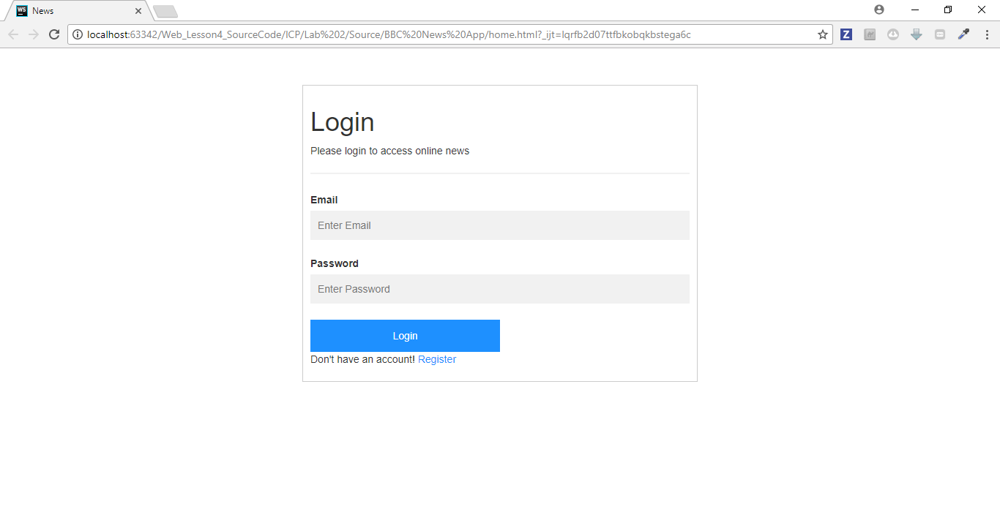 WS News
localhost:63342/Web_Lesson4_SourceCode/ICP/Lab%202/Source/BBC%20News%20App/home.html?_ijt=lqrfb2d07ttfbkobqkbstega6c
Z
Login
Please login to access online news
Email
Enter Email
Password
Enter Password
Login
Don't have an account! Register